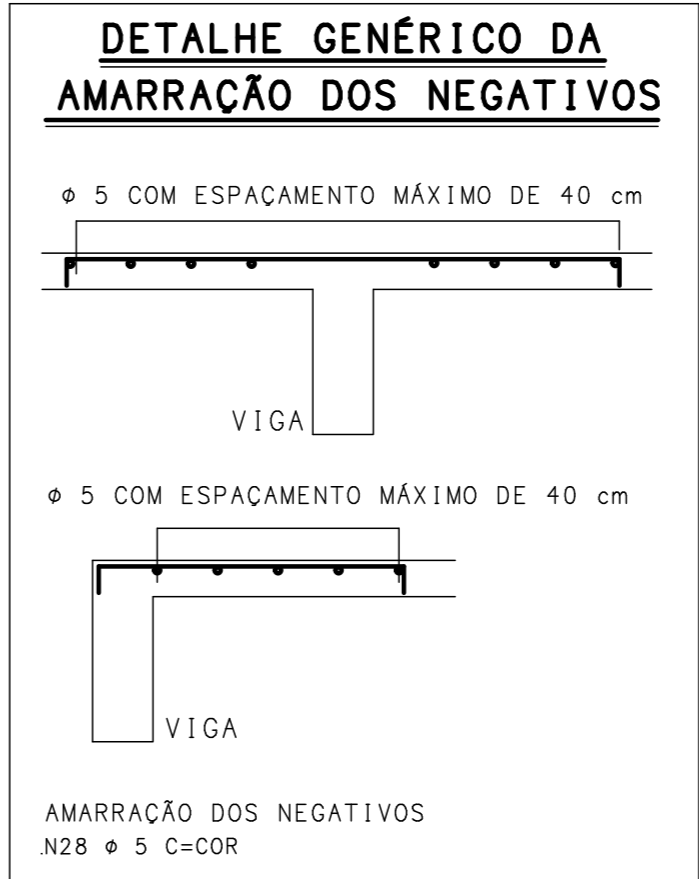 DETALHE GENÉRICO DA
AMARRAÇÃO DOS NEGATIVOS
φ 5 COM ESPAÇAMENTO MÁXIMO DE 40 cm
VIGA
φ 5 COM ESPAÇAMENTO MÁXIMO DE 40 cm
VIGA
AMARRAÇÃO DOS NEGATIVOS
.N28 φ 5 C=COR